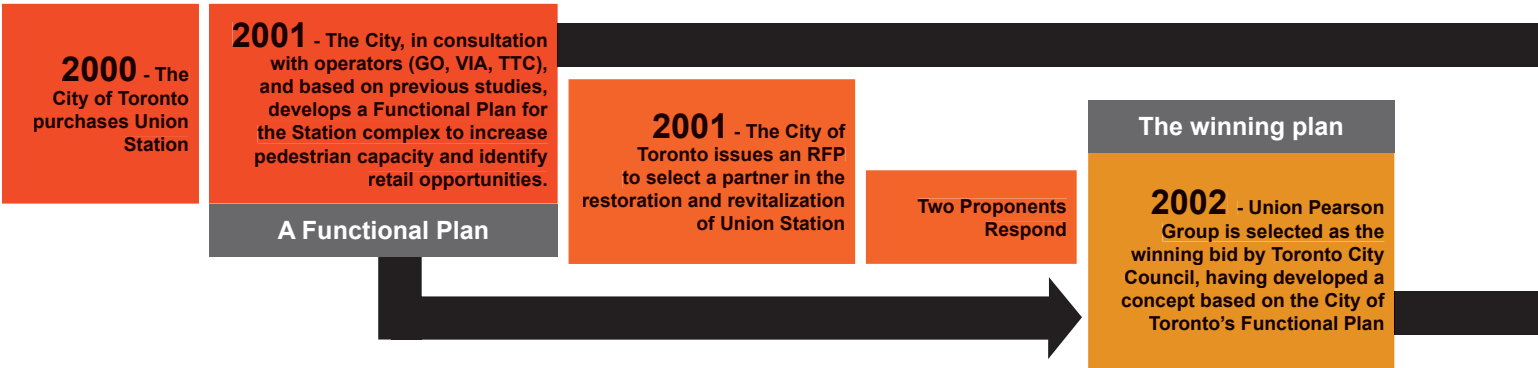 2000 - The
City of Toronto
purchases Union
Station
2001 - The City, in consultation
with operators (GO, VIA, TTC),
and based on previous studies,
develops a Functional Plan for
the Station complex to increase
pedestrian capacity and identify
retail opportunities.
A Functional Plan
2001 - The City of
Toronto issues an RFP
to select a partner in the
restoration and revitalization
of Union Station
Two Proponents
Respond
The winning plan
2002 - Union Pearson
Group is selected as the
winning bid by Toronto City
Council, having developed a
concept based on the City of
Toronto’s Functional Plan